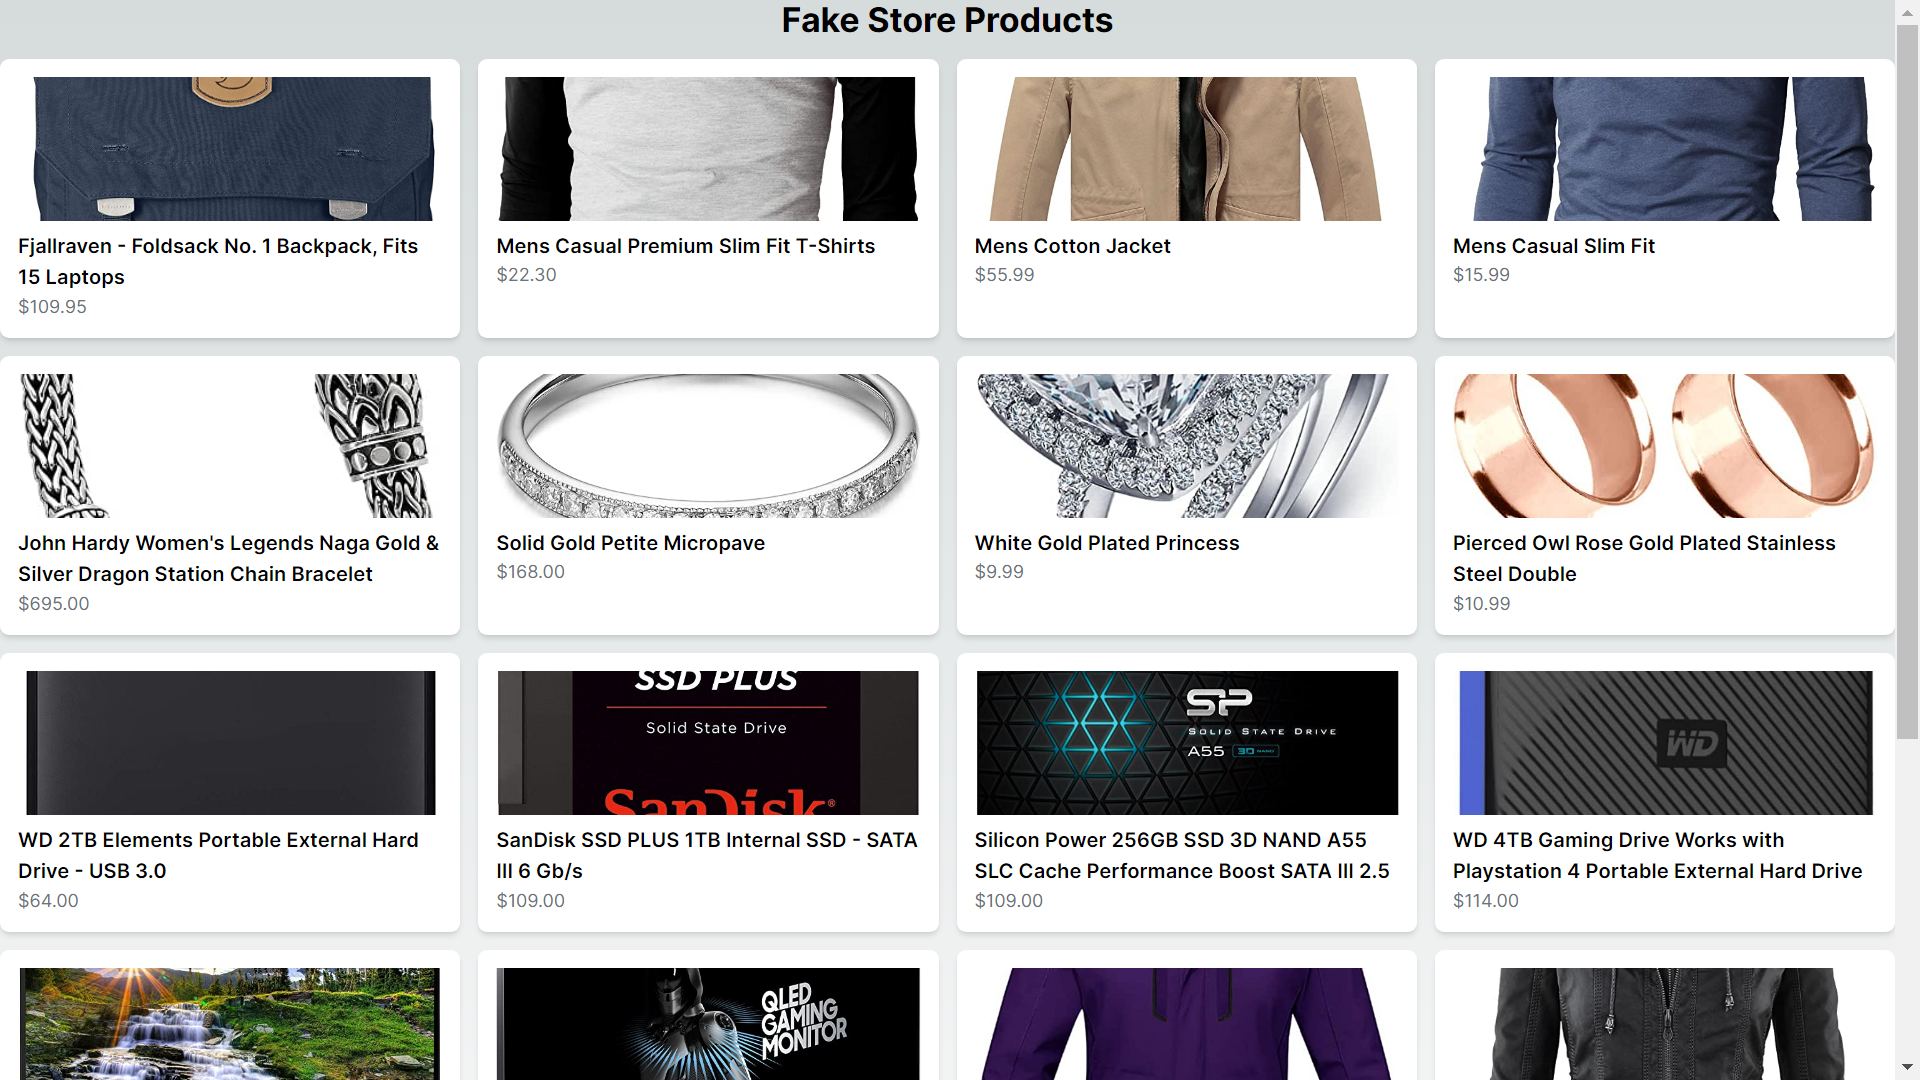 Fake Store Products
Fjallraven - Foldsack No. 1 Backpack, Fits
15 Laptops
$109.95
Mens Casual Premium Slim Fit T-Shirts
$22.30
Mens Cotton Jacket
$55.99
Mens Casual Slim Fit
$15.99
John Hardy Women's Legends Naga Gold &
Silver Dragon Station Chain Bracelet
$695.00
Solid Gold Petite Micropave
$168.00
White Gold Plated Princess
$9.99
Pierced Owl Rose Gold Plated Stainless
Steel Double
$10.99
WD 2TB Elements Portable External Hard
Drive - USB 3.0
$64.00
SSD PLUS
Solid State Drive
SanDisk®
SanDisk SSD PLUS 1TB Internal SSD - SATA
III 6 Gb/s
$109.00
SP
SOLID STATE DRIVE
A55 3D NAND
Silicon Power 256GB SSD 3D NAND A55
SLC Cache Performance Boost SATA III 2.5
$109.00
WD
WD 4TB Gaming Drive Works with
Playstation 4 Portable External Hard Drive
$114.00
QLED
GAMING
MONITOR